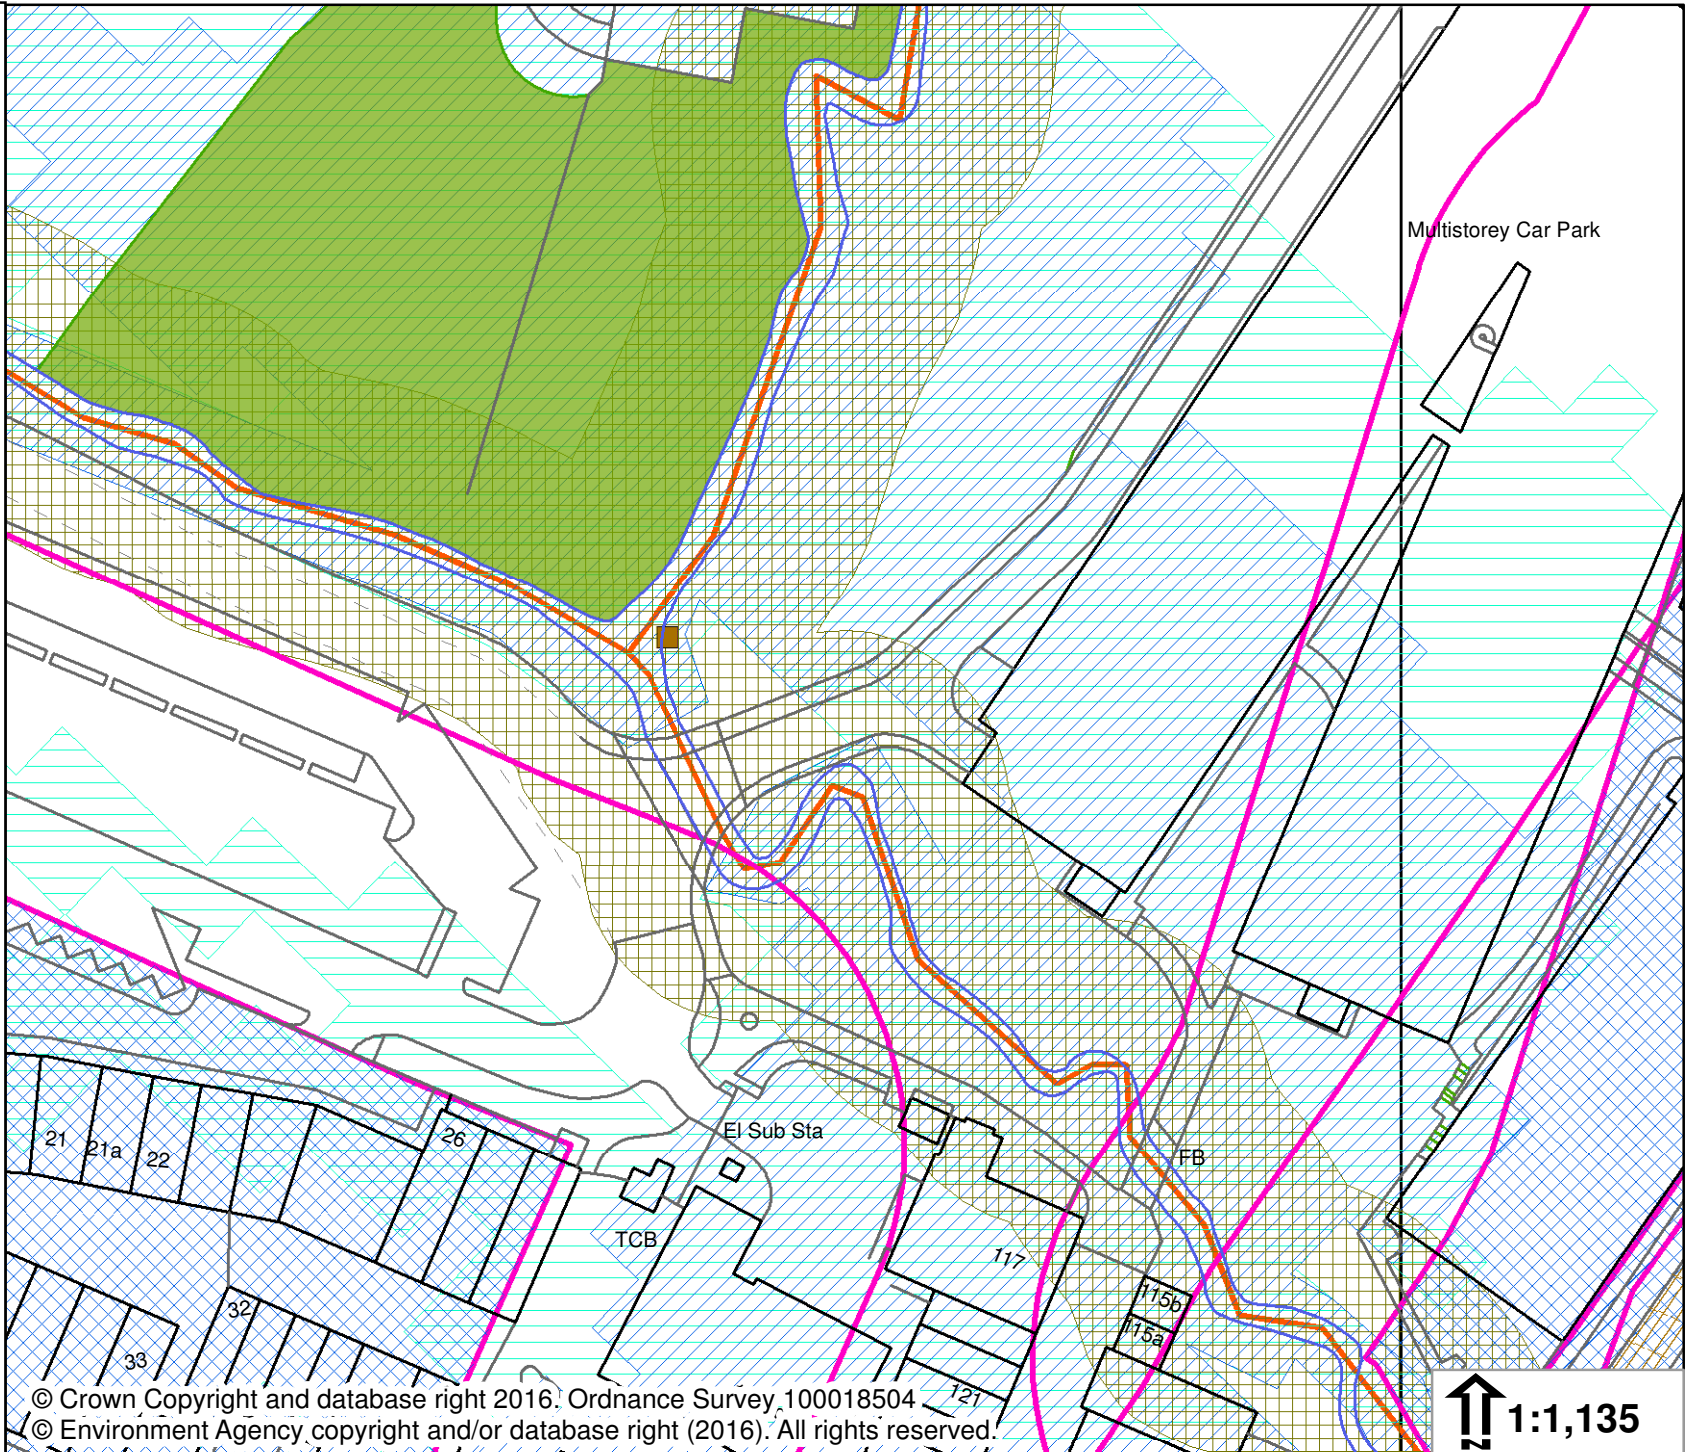 Multistorey Car Park
El Sub Sta
21
21a
22
26
FB
TCB
117
115b
115a
32
33
121
© Crown Copyright and database right 2016. Ordnance Survey 100018504
© Environment Agency copyright and/or database right (2016). All rights reserved.
N
1:1,135